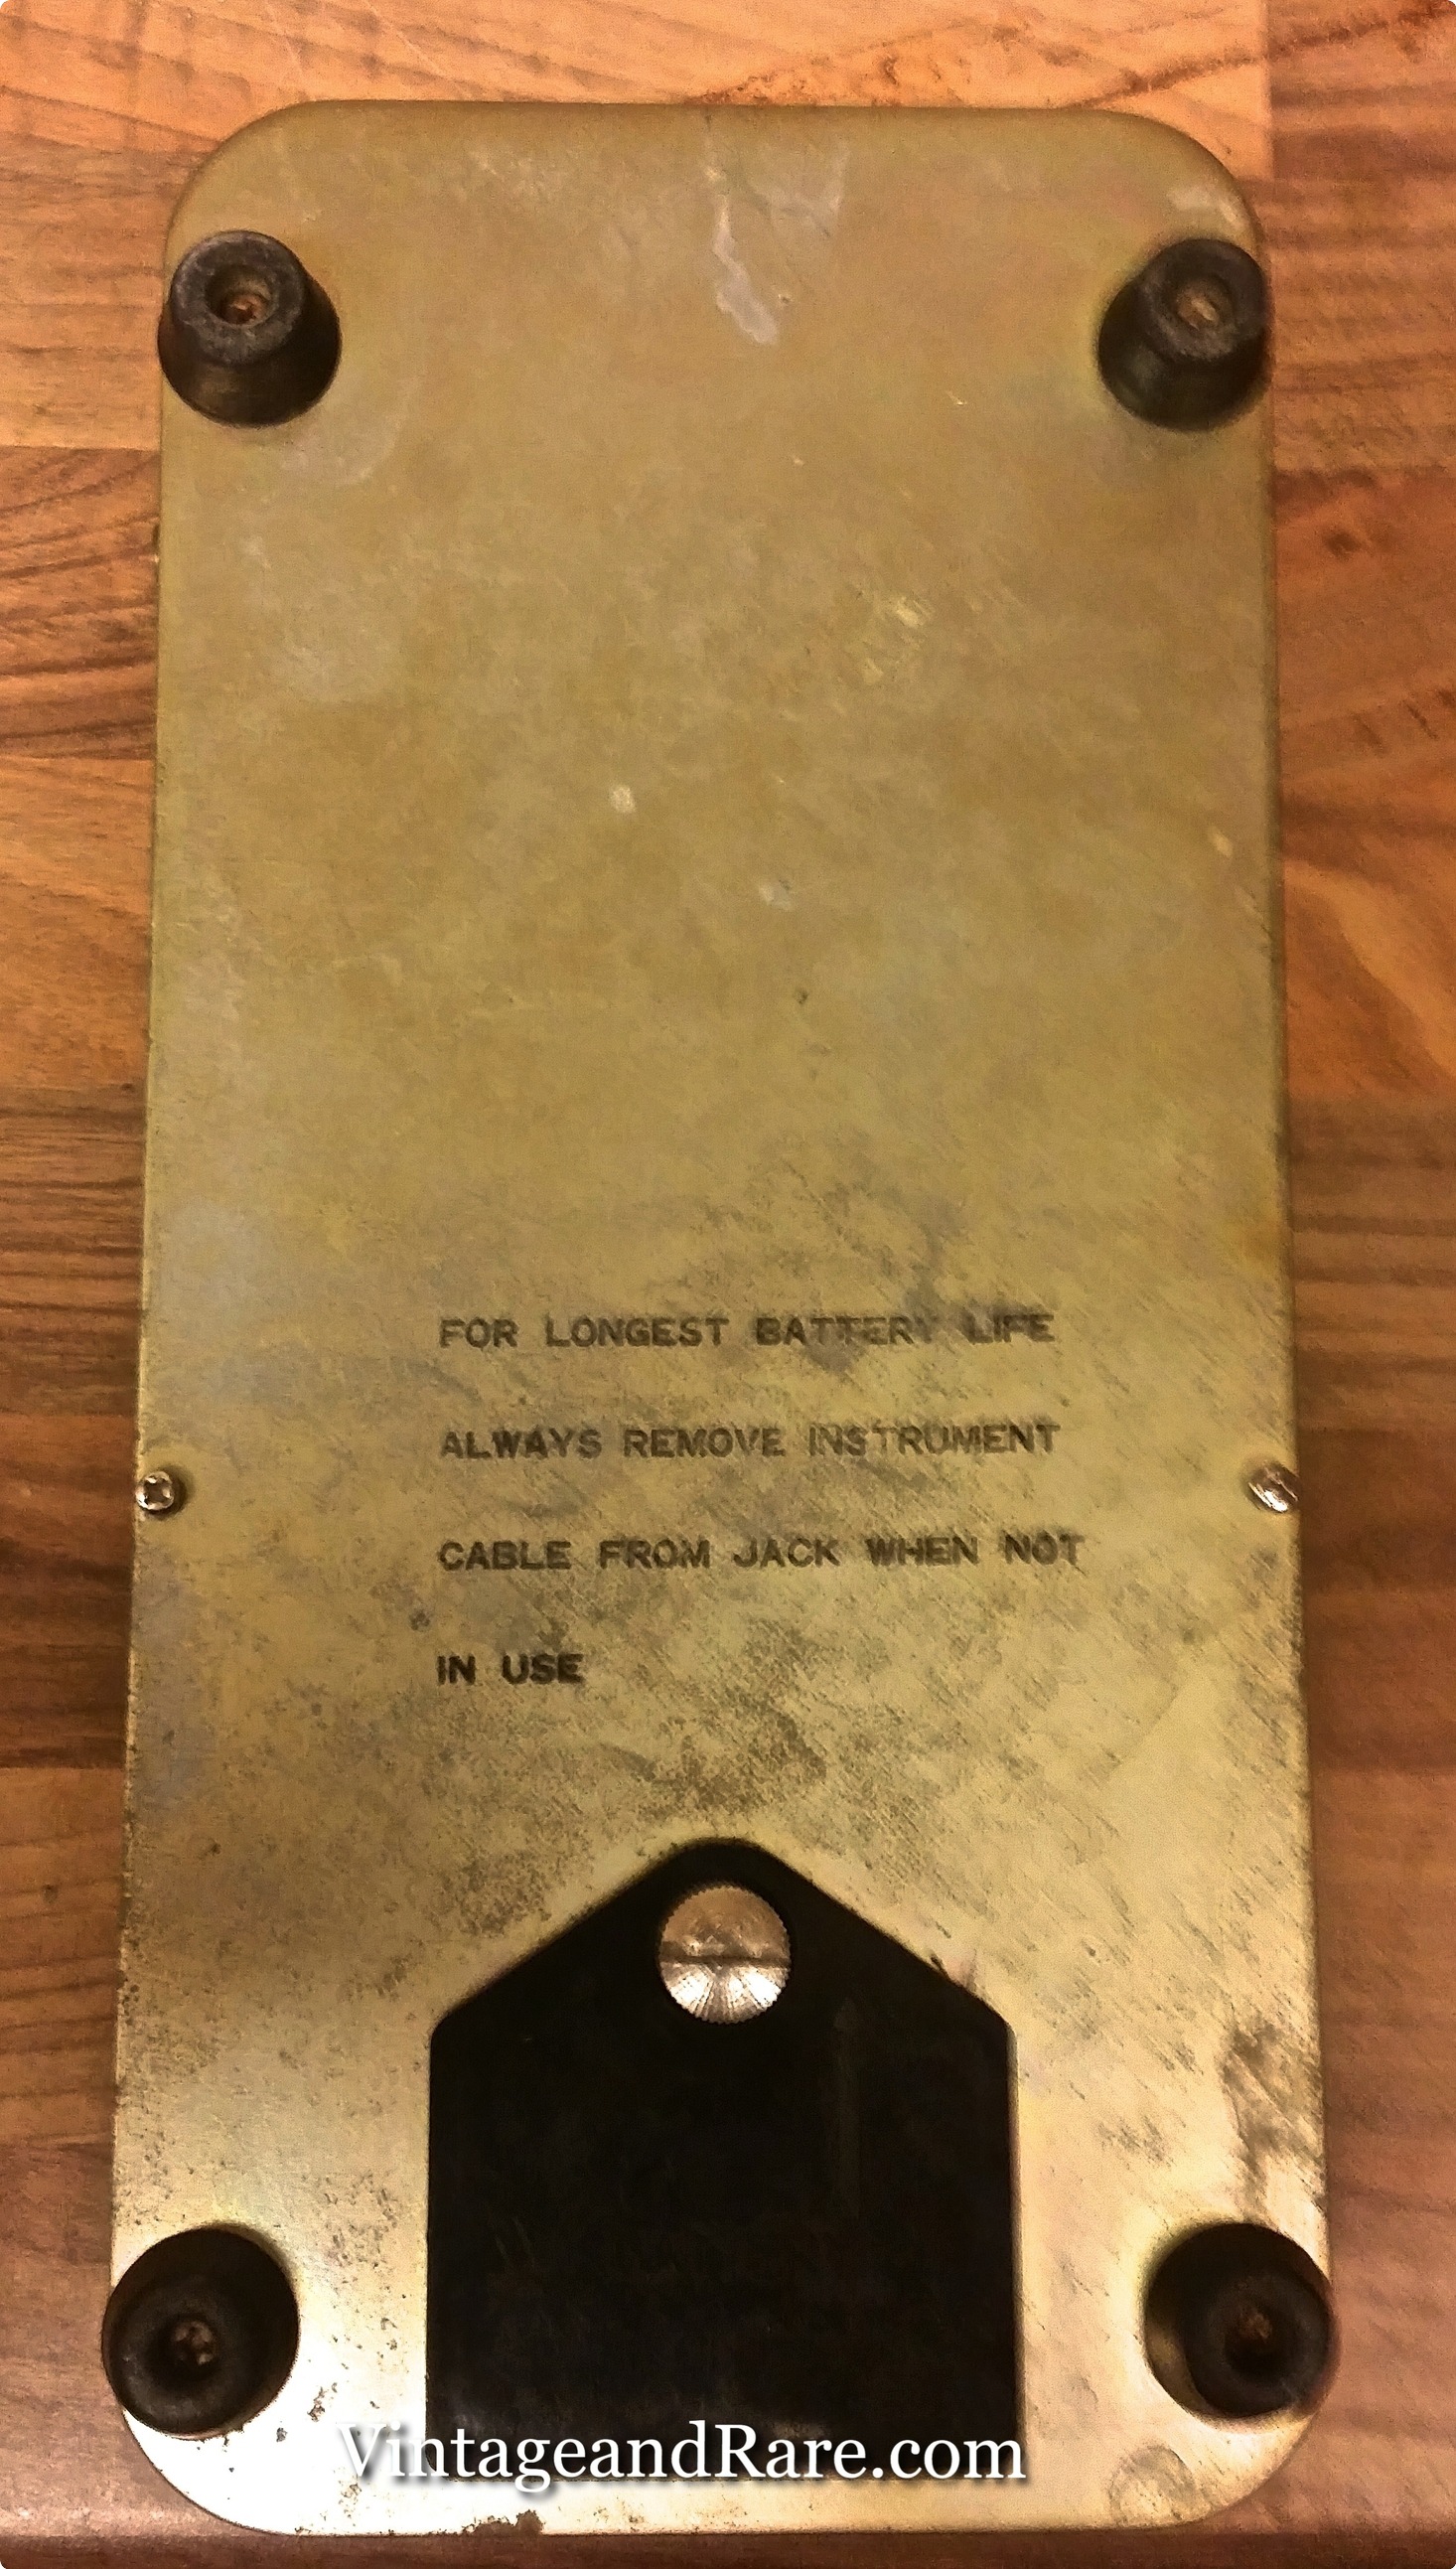 FOR LONGEST BATTERY LIFE
ALWAYS REMOVE INSTRUMENT
CABLE FROM JACK WHEN NOT
IN USE
VintageandRare.com